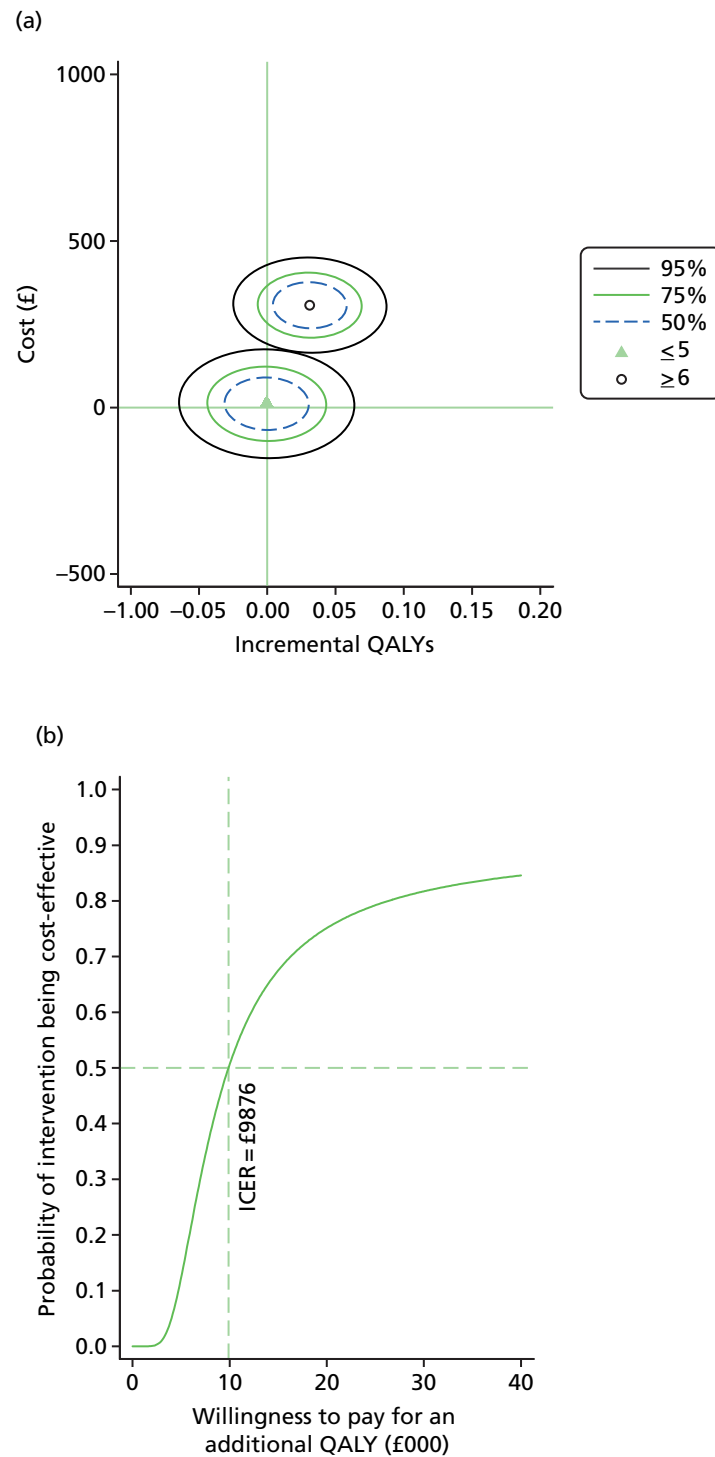 (a)
1000
500
0
–500
Cost (£)
–1.00 –0.05 0.00 0.05 0.10 0.15 0.20
Incremental QALYs
95%
75%
50%
≤5
≥6
(b)
1.0
0.9
0.8
0.7
0.6
0.5
0.4
0.3
0.2
0.1
0.0
Probability of intervention being cost-effective
ICER = £9876
0 10 20 30 40
Willingness to pay for an
additional QALY (£000)